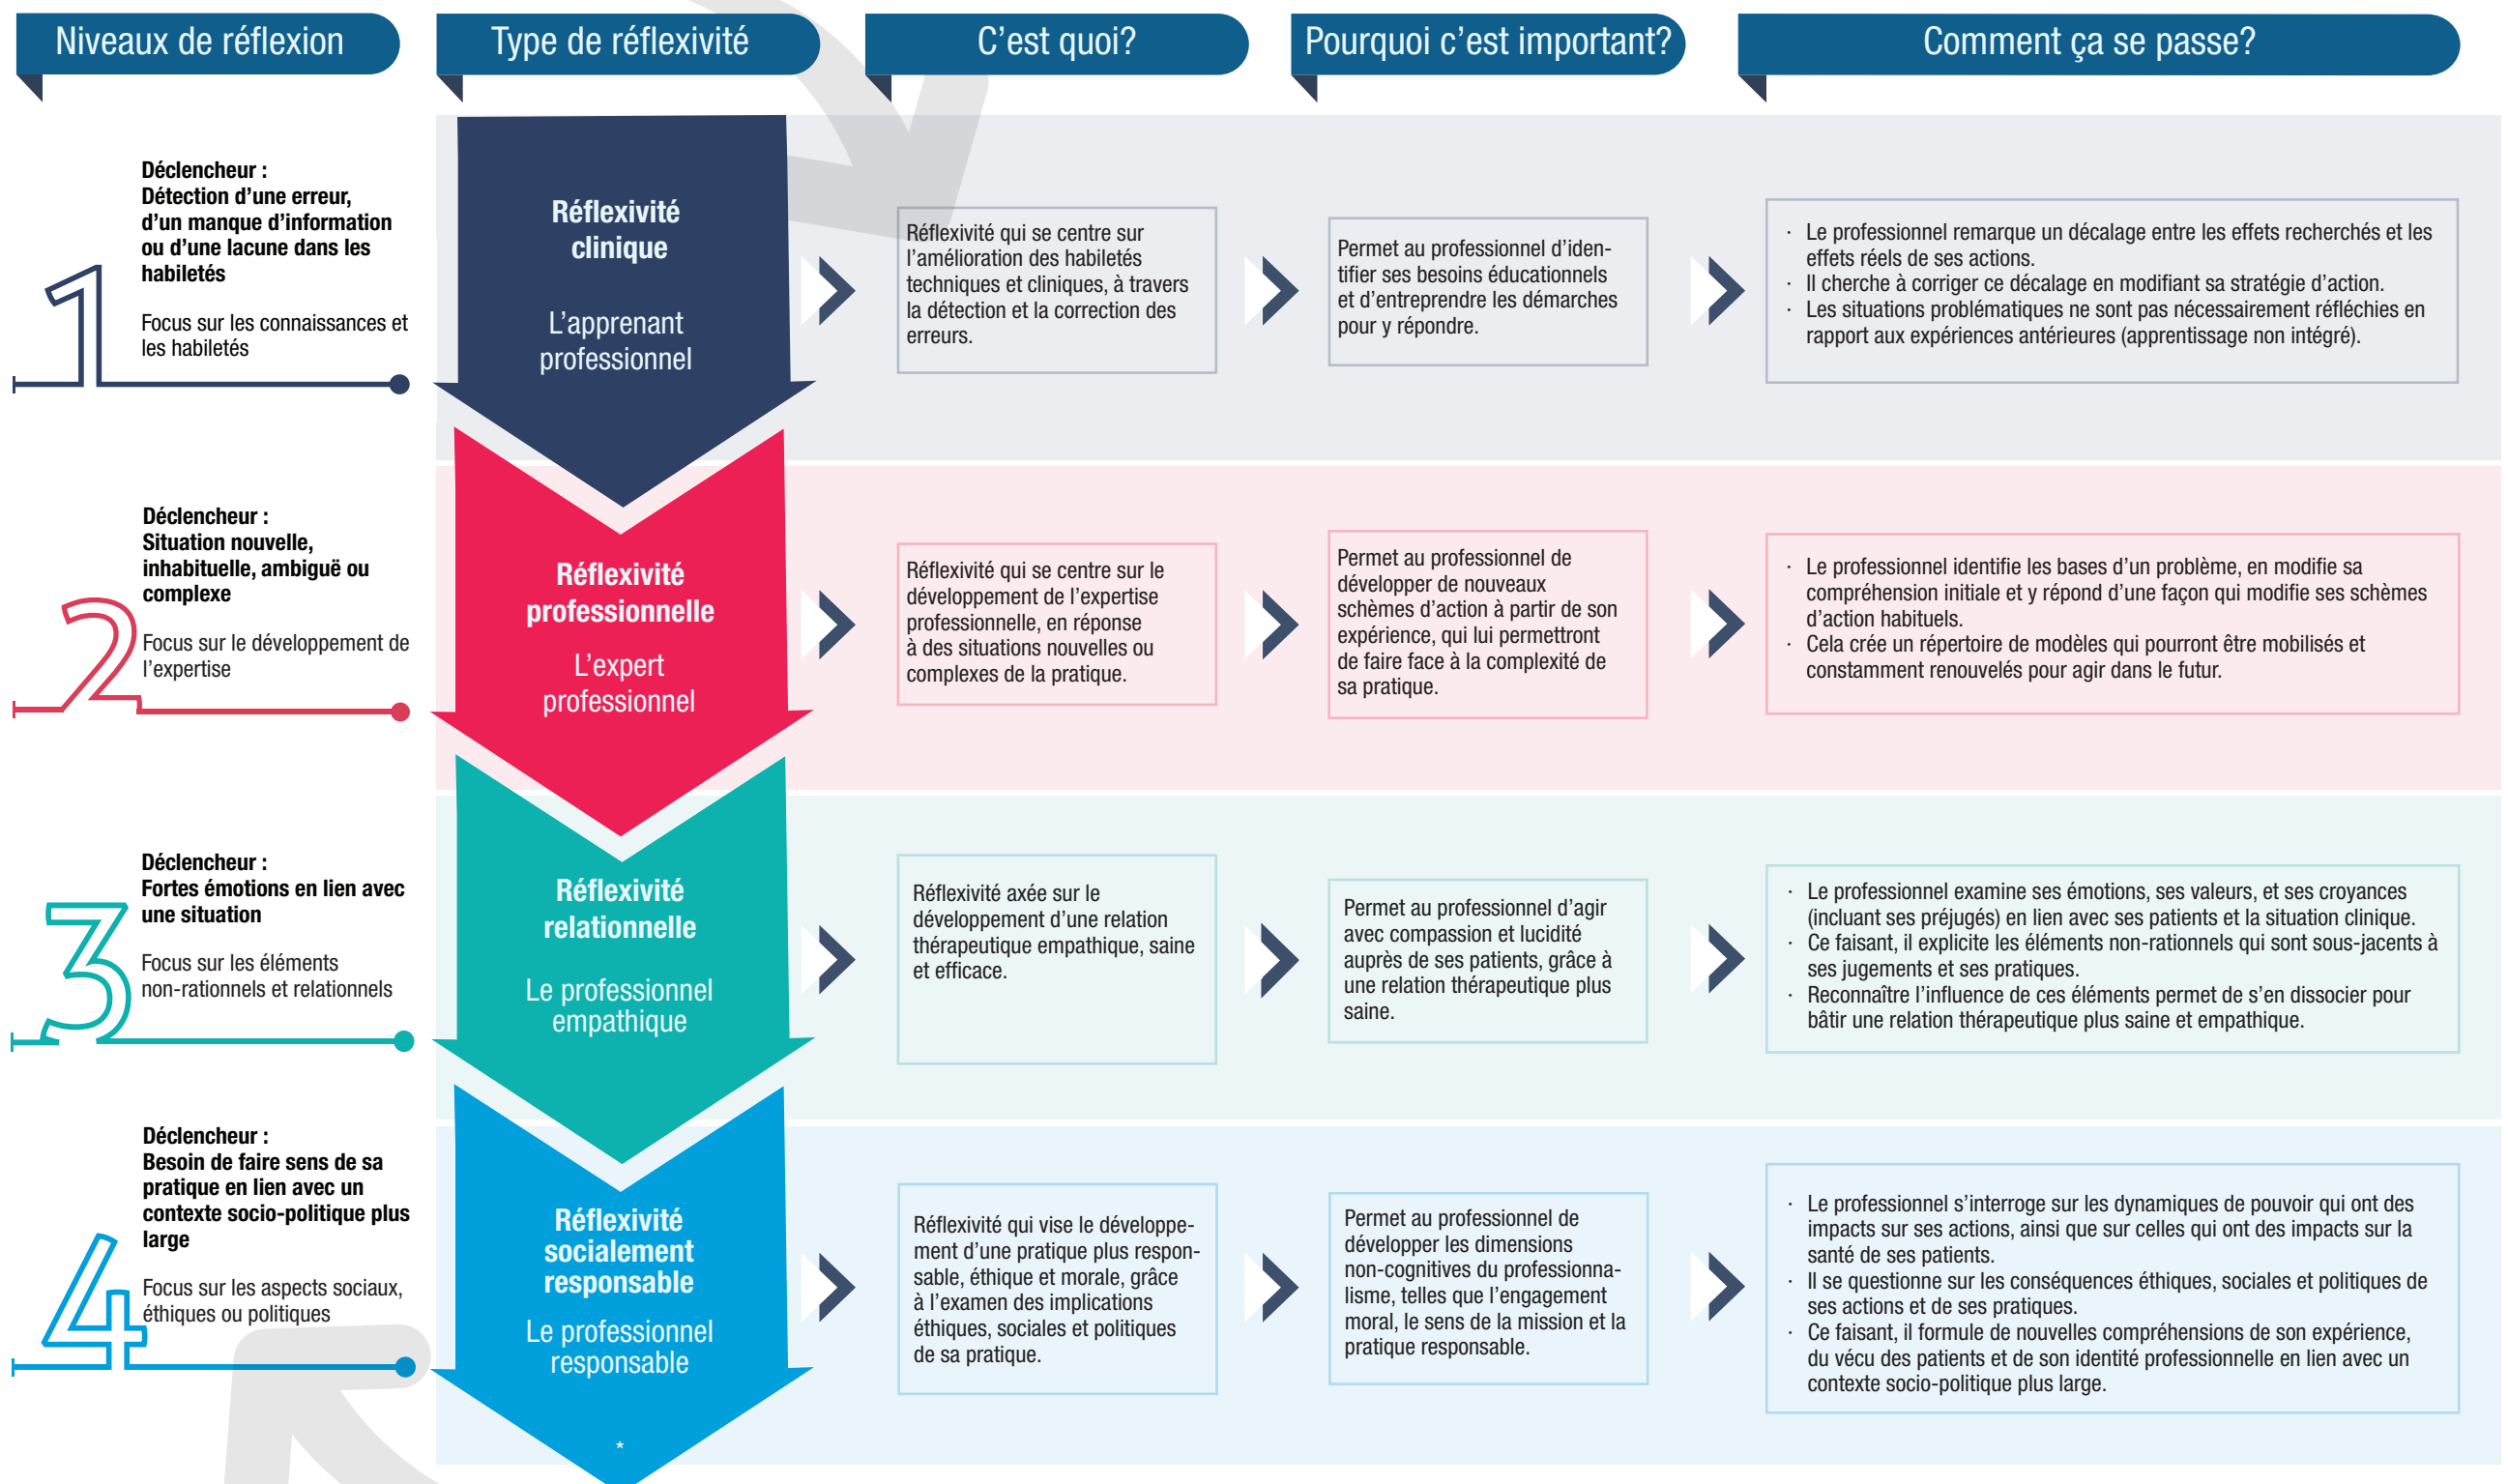 Niveaux de réflexion
Type de réflexivité
C'est quoi?
Pourquoi c'est important?
Comment ça se passe?
1
Déclencheur :
Détection d'une erreur,
d'un manque d'information
ou d'une lacune dans les
habiletés
Focus sur les connaissances et
les habiletés
Réflexivité
clinique
L'apprenant
professionnel
Réflexivité qui se centre sur
l'amélioration des habiletés
techniques et cliniques, à travers
la détection et la correction des
erreurs.
Permet au professionnel d'iden-
tifier ses besoins éducationnels
et d'entreprendre les démarches
pour y répondre.
· Le professionnel remarque un décalage entre les effets recherchés et les
effets réels de ses actions.
· Il cherche à corriger ce décalage en modifiant sa stratégie d'action.
· Les situations problématiques ne sont pas nécessairement réfléchies en
rapport aux expériences antérieures (apprentissage non intégré).
2
Déclencheur :
Situation nouvelle,
inhabituelle, ambiguë ou
complexe
Focus sur le développement de
l'expertise
Réflexivité
professionnelle
L'expert
professionnel
Réflexivité qui se centre sur le
développement de l'expertise
professionnelle, en réponse
à des situations nouvelles ou
complexes de la pratique.
Permet au professionnel de
développer de nouveaux
schèmes d'action à partir de son
expérience, qui lui permettront
de faire face à la complexité de
sa pratique.
· Le professionnel identifie les bases d'un problème, en modifie sa
compréhension initiale et y répond d'une façon qui modifie ses schèmes
d'action habituels.
· Cela crée un répertoire de modèles qui pourront être mobilisés et
constamment renouvelés pour agir dans le futur.
3
Déclencheur :
Fortes émotions en lien avec
une situation
Focus sur les éléments
non-rationnels et relationnels
Réflexivité
relationnelle
Le professionnel
empathique
Réflexivité axée sur le
développement d'une relation
thérapeutique empathique, saine
et efficace.
Permet au professionnel d'agir
avec compassion et lucidité
auprès de ses patients, grâce à
une relation thérapeutique plus
saine.
· Le professionnel examine ses émotions, ses valeurs, et ses croyances
(incluant ses préjugés) en lien avec ses patients et la situation clinique.
· Ce faisant, il explicite les éléments non-rationnels qui sont sous-jacents à
ses jugements et ses pratiques.
· Reconnaître l'influence de ces éléments permet de s'en dissocier pour
bâtir une relation thérapeutique plus saine et empathique.
4
Déclencheur :
Besoin de faire sens de sa
pratique en lien avec un
contexte socio-politique plus
large
Focus sur les aspects sociaux,
éthiques ou politiques
Réflexivité
socialement
responsable
Le professionnel
responsable
*
Réflexivité qui vise le développe-
ment d'une pratique plus respon-
sable, éthique et morale, grâce
à l'examen des implications
éthiques, sociales et politiques
de sa pratique.
Permet au professionnel de
développer les dimensions
non-cognitives du professionna-
lisme, telles que l'engagement
moral, le sens de la mission et la
pratique responsable.
· Le professionnel s'interroge sur les dynamiques de pouvoir qui ont des
impacts sur ses actions, ainsi que sur celles qui ont des impacts sur la
santé de ses patients.
· Il se questionne sur les conséquences éthiques, sociales et politiques de
ses actions et de ses pratiques.
· Ce faisant, il formule de nouvelles compréhensions de son expérience,
du vécu des patients et de son identité professionnelle en lien avec un
contexte socio-politique plus large.